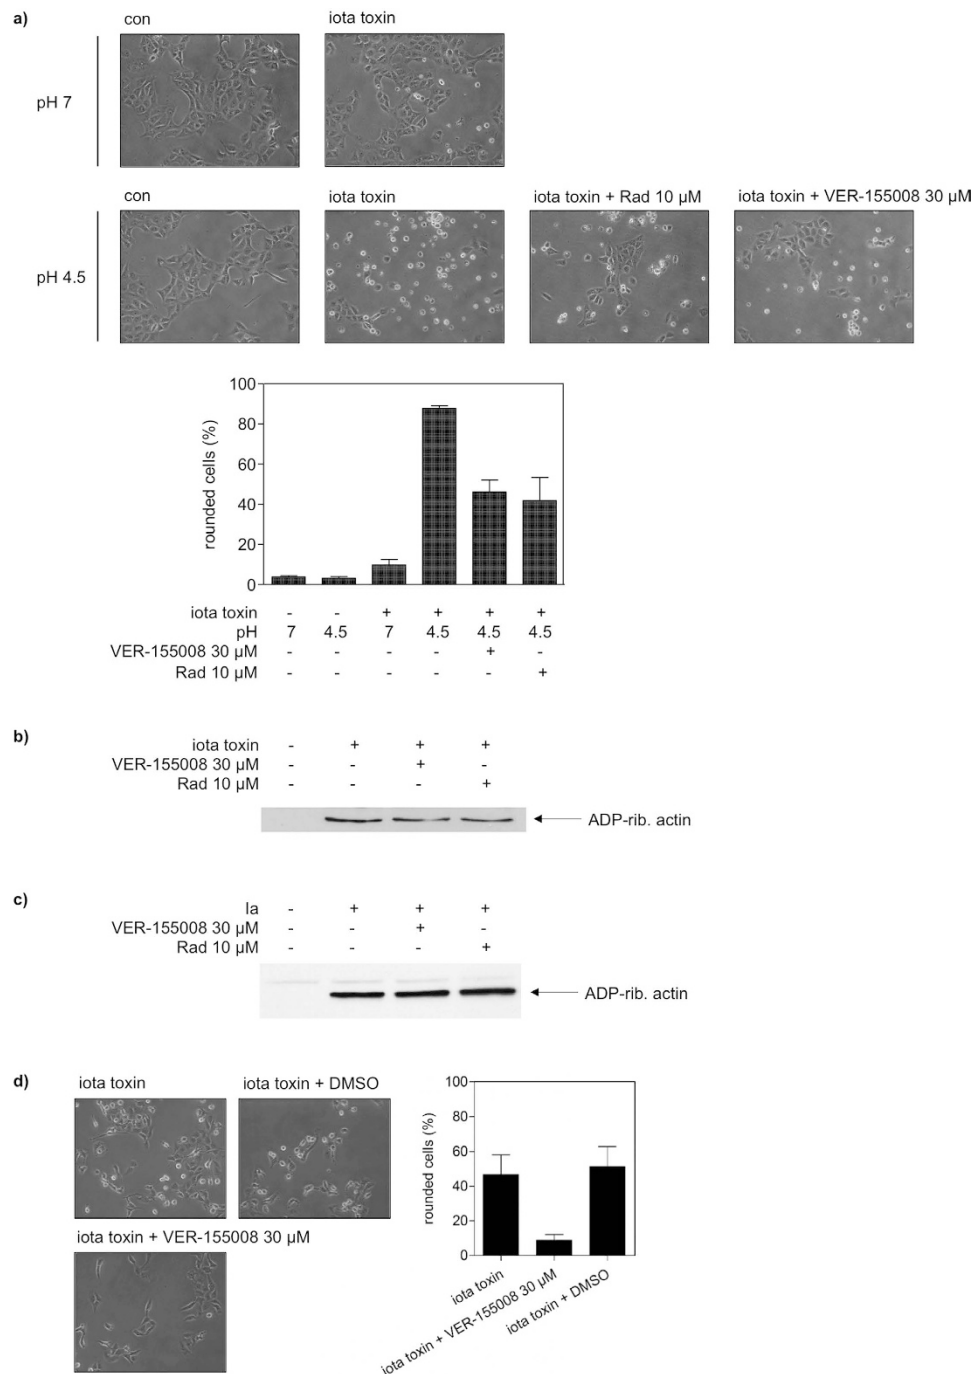 a)
con
iota toxin
pH 7
con
iota toxin
iota toxin + Rad 10 µM
iota toxin + VER-155008 30 µM
pH 4.5
100
80
60
40
20
0
rounded cells (%)
iota toxin - - + + + +
pH 7 4.5 7 4.5 4.5 4.5
VER-155008 30 µM - - - - + -
Rad 10 µM - - - - - +
b)
iota toxin - + + +
VER-155008 30 µM - - + -
Rad 10 µM - - - +
ADP-rib. actin
c)
Ia - + + +
VER-155008 30 µM - - + -
Rad 10 µM - - - +
ADP-rib. actin
d)
iota toxin
iota toxin + DMSO
iota toxin + VER-155008 30 µM
100
80
60
40
20
0
rounded cells (%)
iota toxin
iota toxin + VER-155008 30 µM
iota toxin + DMSO